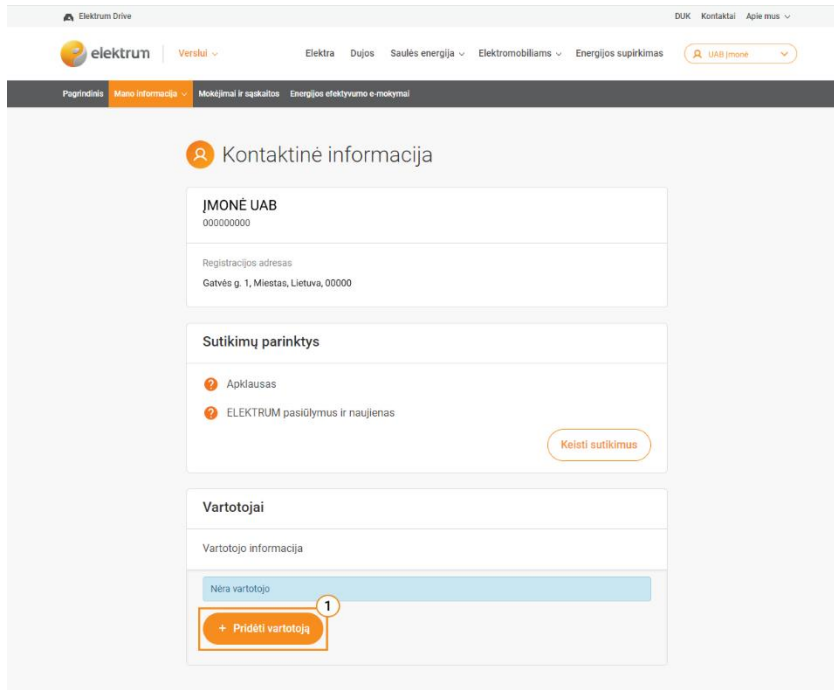 Elektrum Drive DUK Kontaktai Apie mus
elektrum Verslui Elektra Dujos Saulės energija Elektromobiliams Energijos supirkimas UAB Įmonė
Pagrindinis Mano informacija Mokėjimai ir sąskaitos Energijos efektyvumo e-mokymai
Kontaktinė informacija
ĮMONĖ UAB
000000000
Registracijos adresas
Gatvės g. 1, Miestas, Lietuva, 00000
Sutikimų parinktys
? Apklausas
? ELEKTRUM pasiūlymus ir naujienas
Keisti sutikimus
Vartotojai
Vartotojo informacija
Nėra vartotojo
1
+ Pridėti vartotoją